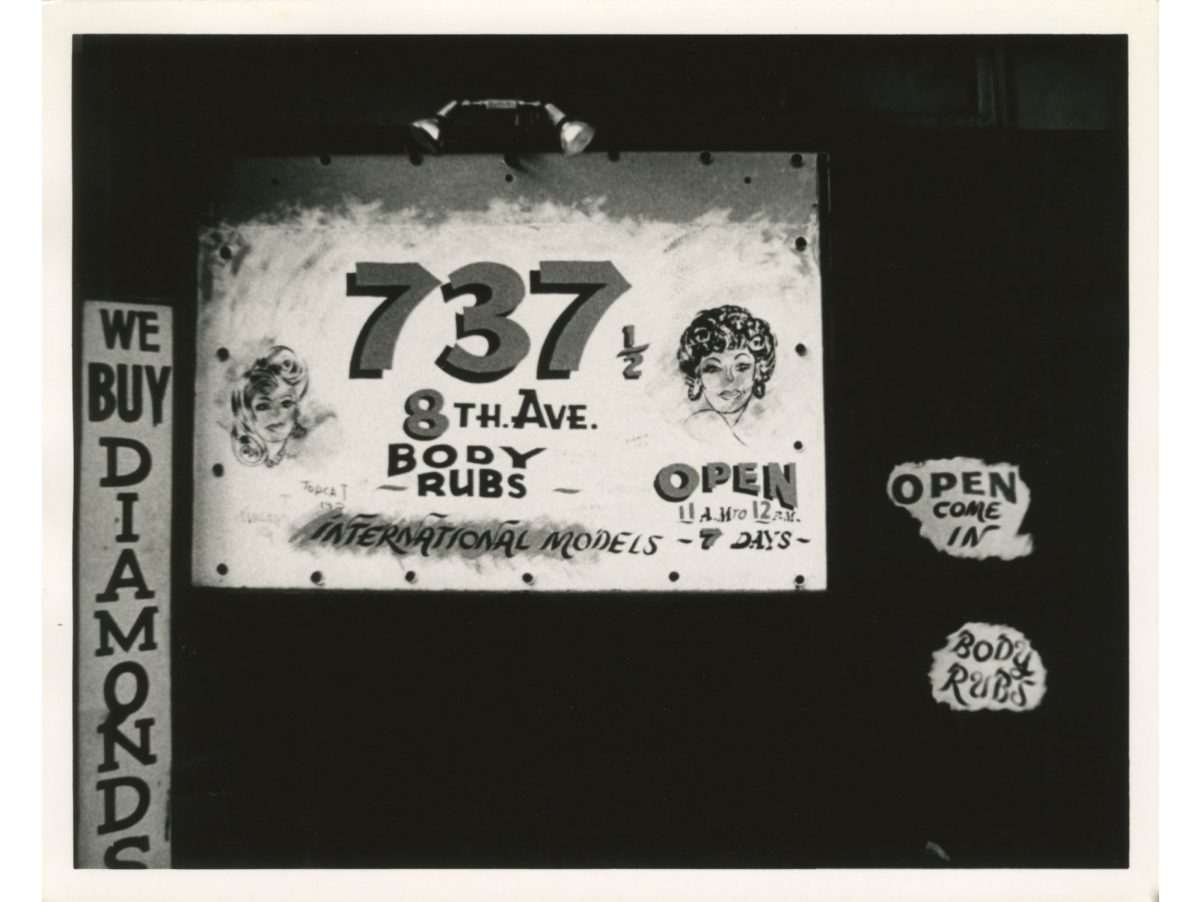 WE
BUY
DIAMONDS
737 1/2
8TH. AVE.
BODY
- RUBS -
INTERNATIONAL MODELS
OPEN
11 A.M TO 12 P.M.
- 7 DAYS -
OPEN
COME
IN
BODY
RUBS